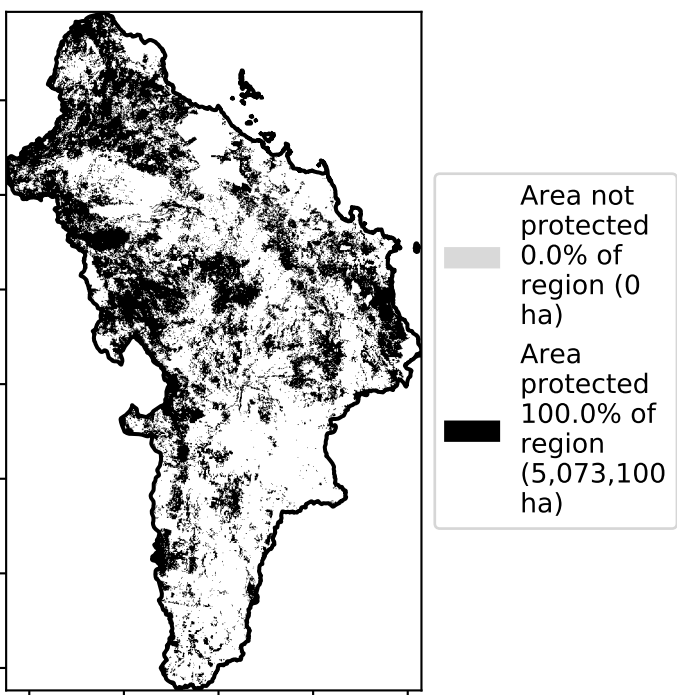 Area not
protected
0.0% of
region (0
ha)
Area
protected
100.0% of
region
(5,073,100
ha)